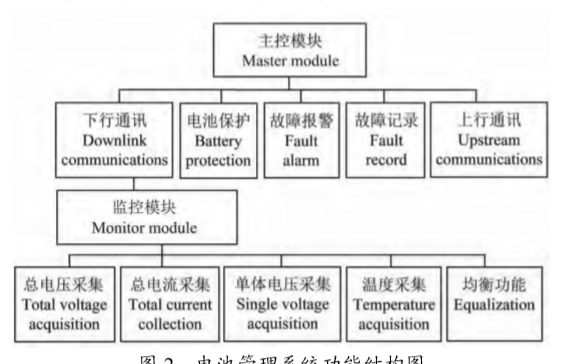 主控模块
Master module
下行通讯
Downlink
communications
电池保护
Battery
protection
故障报警
Fault
alarm
故障记录
Fault
record
上行通讯
Upstream
communications
监控模块
Monitor module
总电压采集
Total voltage
acquisition
总电流采集
Total current
collection
单体电压采集
Single voltage
acquisition
温度采集
Temperature
acquisition
均衡功能
Equalization
图 2 电池管理系统功能结构图